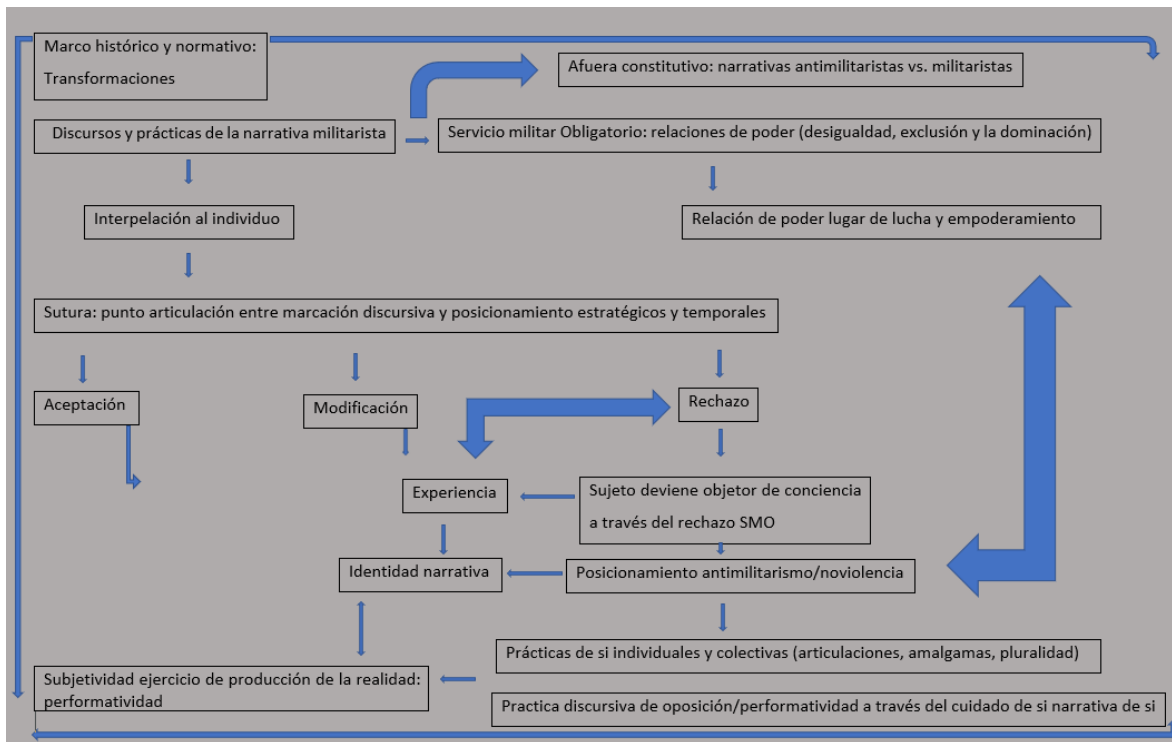 Marco histórico y normativo:
Transformaciones
Afuera constitutivo: narrativas antimilitaristas vs. militaristas
Discursos y prácticas de la narrativa militarista
Servicio militar Obligatorio: relaciones de poder (desigualdad, exclusión y la dominación)
Interpelación al individuo
Relación de poder lugar de lucha y empoderamiento
Sutura: punto articulación entre marcación discursiva y posicionamiento estratégicos y temporales
Aceptación
Modificación
Rechazo
Experiencia
Sujeto deviene objetor de conciencia
a través del rechazo SMO
Identidad narrativa
Posicionamiento antimilitarismo/noviolencia
Prácticas de si individuales y colectivas (articulaciones, amalgamas, pluralidad)
Subjetividad ejercicio de producción de la realidad:
performatividad
Practica discursiva de oposición/performatividad a través del cuidado de si narrativa de si